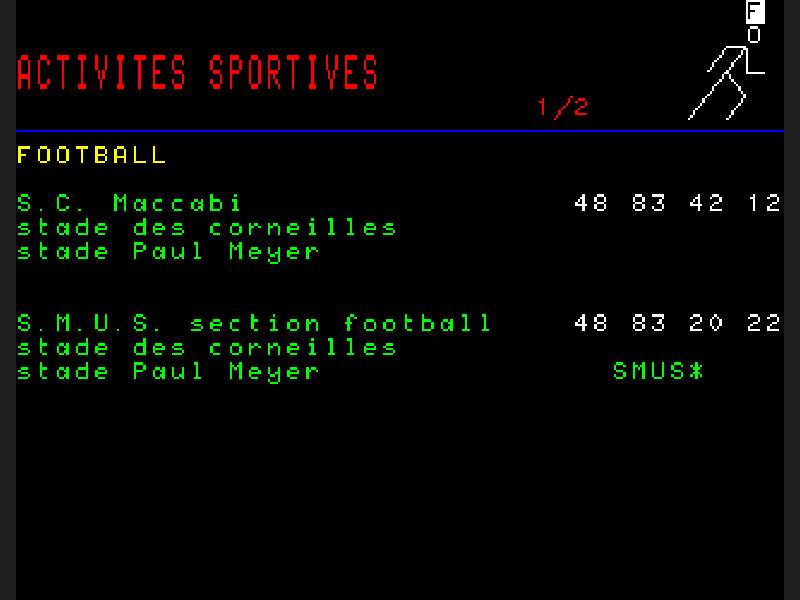 F
ACTIVITES SPORTIVES
1/2
FOOTBALL
S.C. Maccabi 48 83 42 12
stade des corneilles
stade Paul Meyer
S.M.U.S. section football 48 83 20 22
stade des corneilles
stade Paul Meyer SMUS*